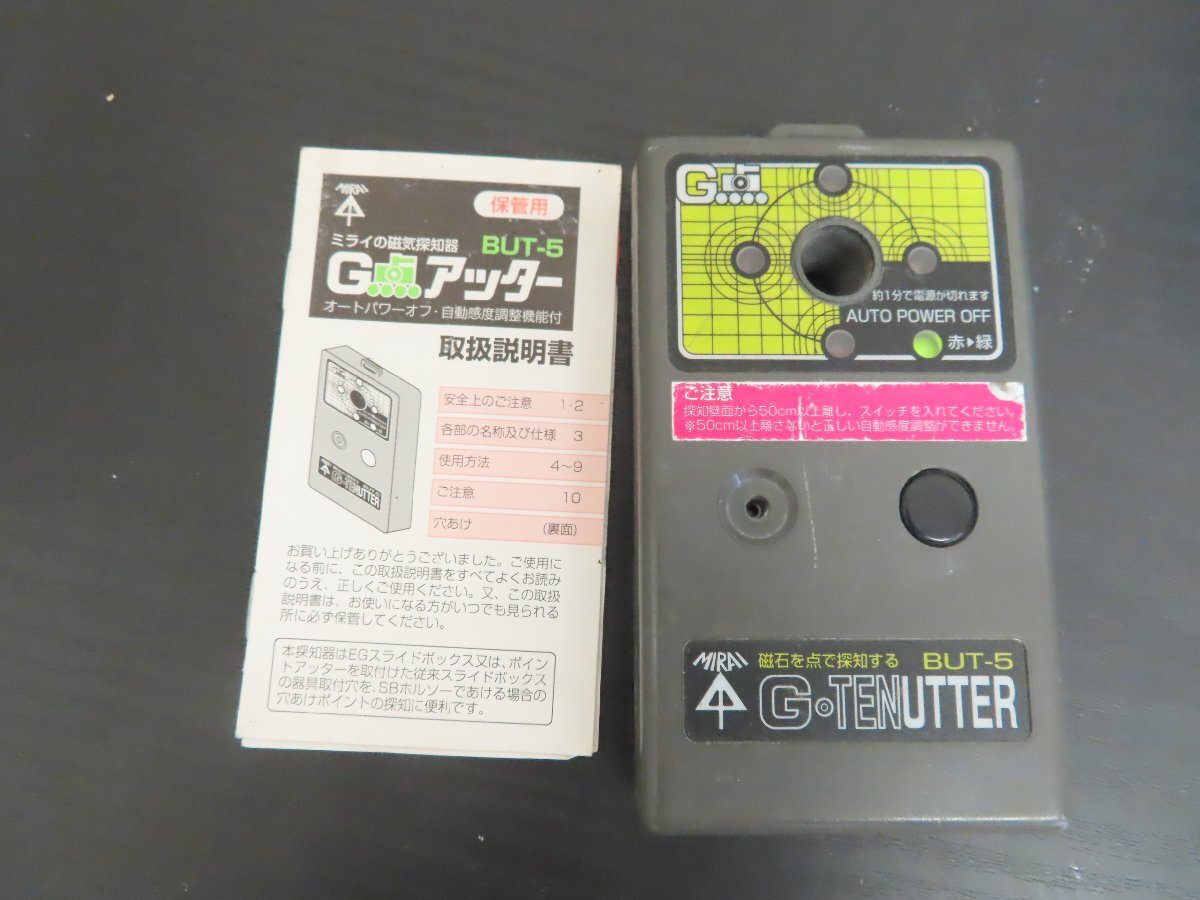 MIRAI
保管用
ミライの磁気探知器 BUT-5
G点アッター
オートパワーオフ・自動感度調整機能付
取扱説明書
安全上のご注意 1・2
各部の名称及び仕様 3
使用方法 4〜9
ご注意 10
穴あけ (裏面)
G-TENUTTER
お買い上げありがとうございました。ご使用に
なる前に、この取扱説明書をすべてよくお読み
のうえ、正しくご使用ください。又、この取扱
説明書は、お使いになる方がいつでも見られる
所に必ず保管してください。
本探知器はEGスライドボックス又は、ポイン
トアッターを取付けた従来スライドボックス
の器具取付穴を、SBホルソーであける場合の
穴あけポイントの探知に便利です。
G点
約1分で電源が切れます
AUTO POWER OFF
赤▶緑
ご注意
探知壁面から50cm以上離し、スイッチを入れてください。
※50cm以上離さないと正しい自動感度調整ができません。
MIRAI
磁石を点で探知する BUT-5
G・TENUTTER